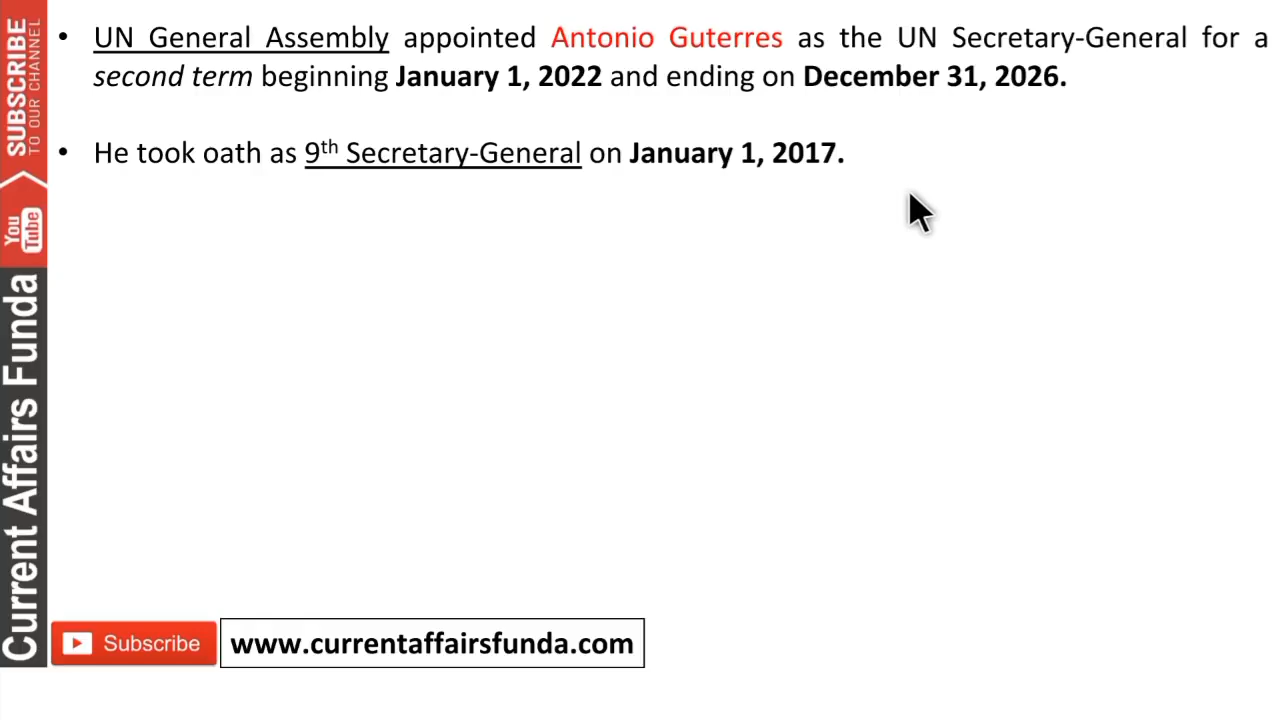 • UN General Assembly appointed Antonio Guterres as the UN Secretary-General for a
second term beginning January 1, 2022 and ending on December 31, 2026.
• He took oath as 9th Secretary-General on January 1, 2017.
SUBSCRIBE
TO OUR CHANNEL
You
Tube
Current Affairs Funda
Subscribe
www.currentaffairsfunda.com